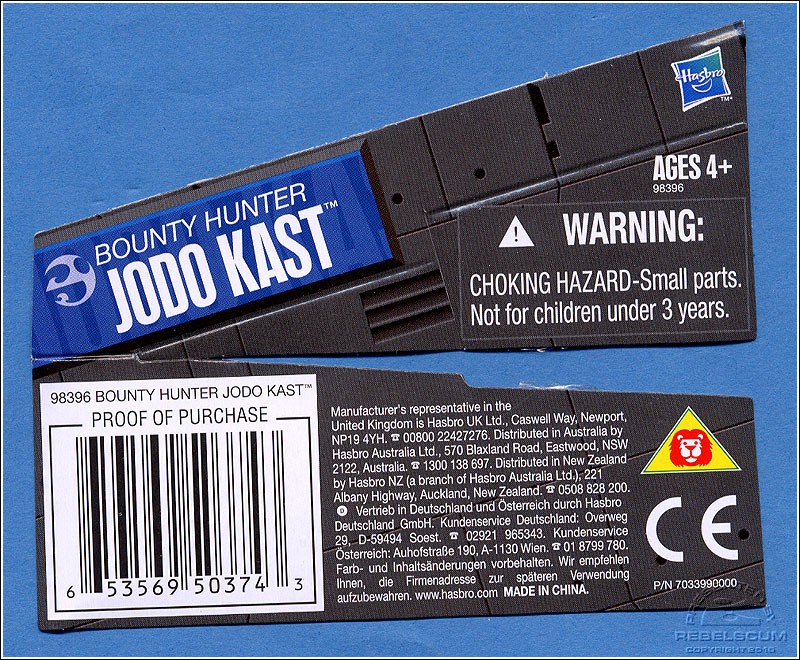 Hasbro
TM*
AGES 4+
98396
BOUNTY HUNTER
JODO KAST™
WARNING:
CHOKING HAZARD-Small parts.
Not for children under 3 years.
98396 BOUNTY HUNTER JODO KAST™
PROOF OF PURCHASE
6 53569 50374 3
Manufacturer's representative in the
United Kingdom is Hasbro UK Ltd., Caswell Way, Newport,
NP19 4YH. ☎ 00800 22427276. Distributed in Australia by
Hasbro Australia Ltd., 570 Blaxland Road, Eastwood, NSW
2122, Australia. ☎ 1300 138 697. Distributed in New Zealand
by Hasbro NZ (a branch of Hasbro Australia Ltd.), 221
Albany Highway, Auckland, New Zealand. ☎ 0508 828 200.
D Vertrieb in Deutschland und Österreich durch Hasbro
Deutschland GmbH. Kundenservice Deutschland: Overweg
29, D-59494 Soest. ☎ 02921 965343. Kundenservice
Österreich: Auhofstraße 190, A-1130 Wien. ☎ 01 8799 780.
Farb- und Inhaltsänderungen vorbehalten. Wir empfehlen
Ihnen, die Firmenadresse zur späteren Verwendung
aufzubewahren. www.hasbro.com MADE IN CHINA.
CE
P/N 7033990000
REBELSCUM